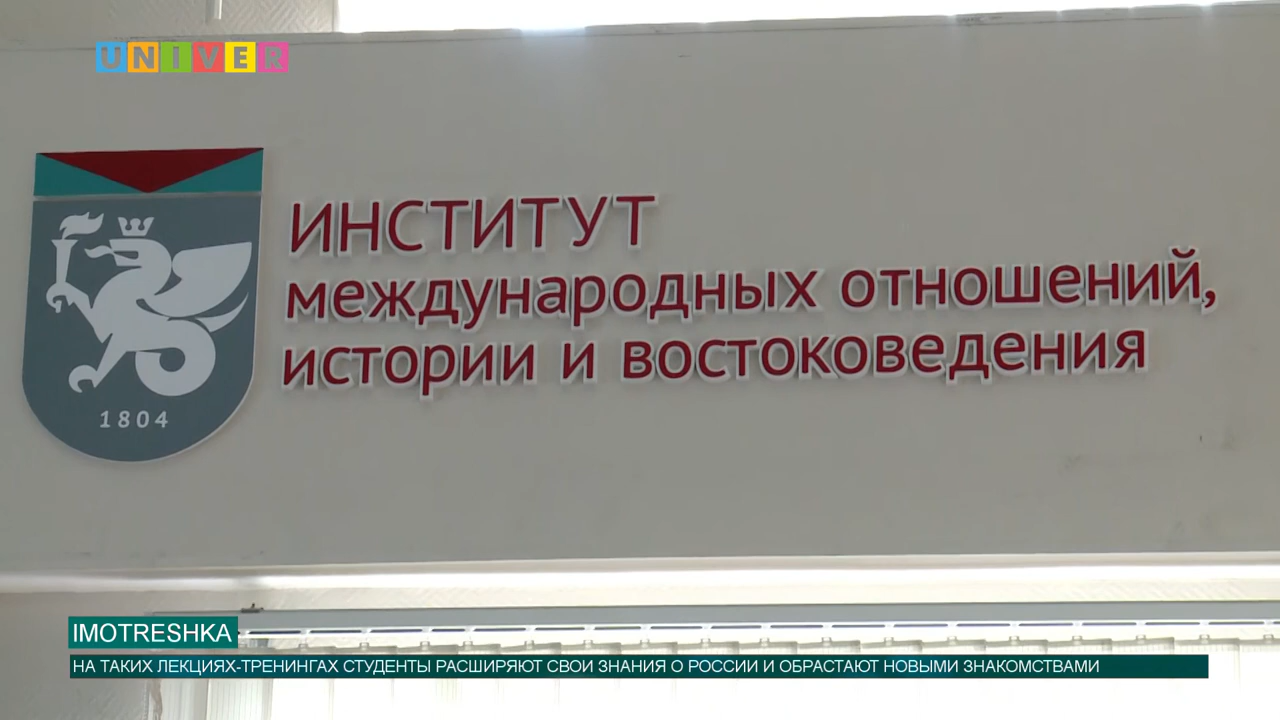 UNIVER
ИНСТИТУТ
международных отношений,
истории и востоковедения
1804
IMOTRESHKA
НА ТАКИХ ЛЕКЦИЯХ-ТРЕНИНГАХ СТУДЕНТЫ РАСШИРЯЮТ СВОИ ЗНАНИЯ О РОССИИ И ОБРАСТАЮТ НОВЫМИ ЗНАКОМСТВАМИ